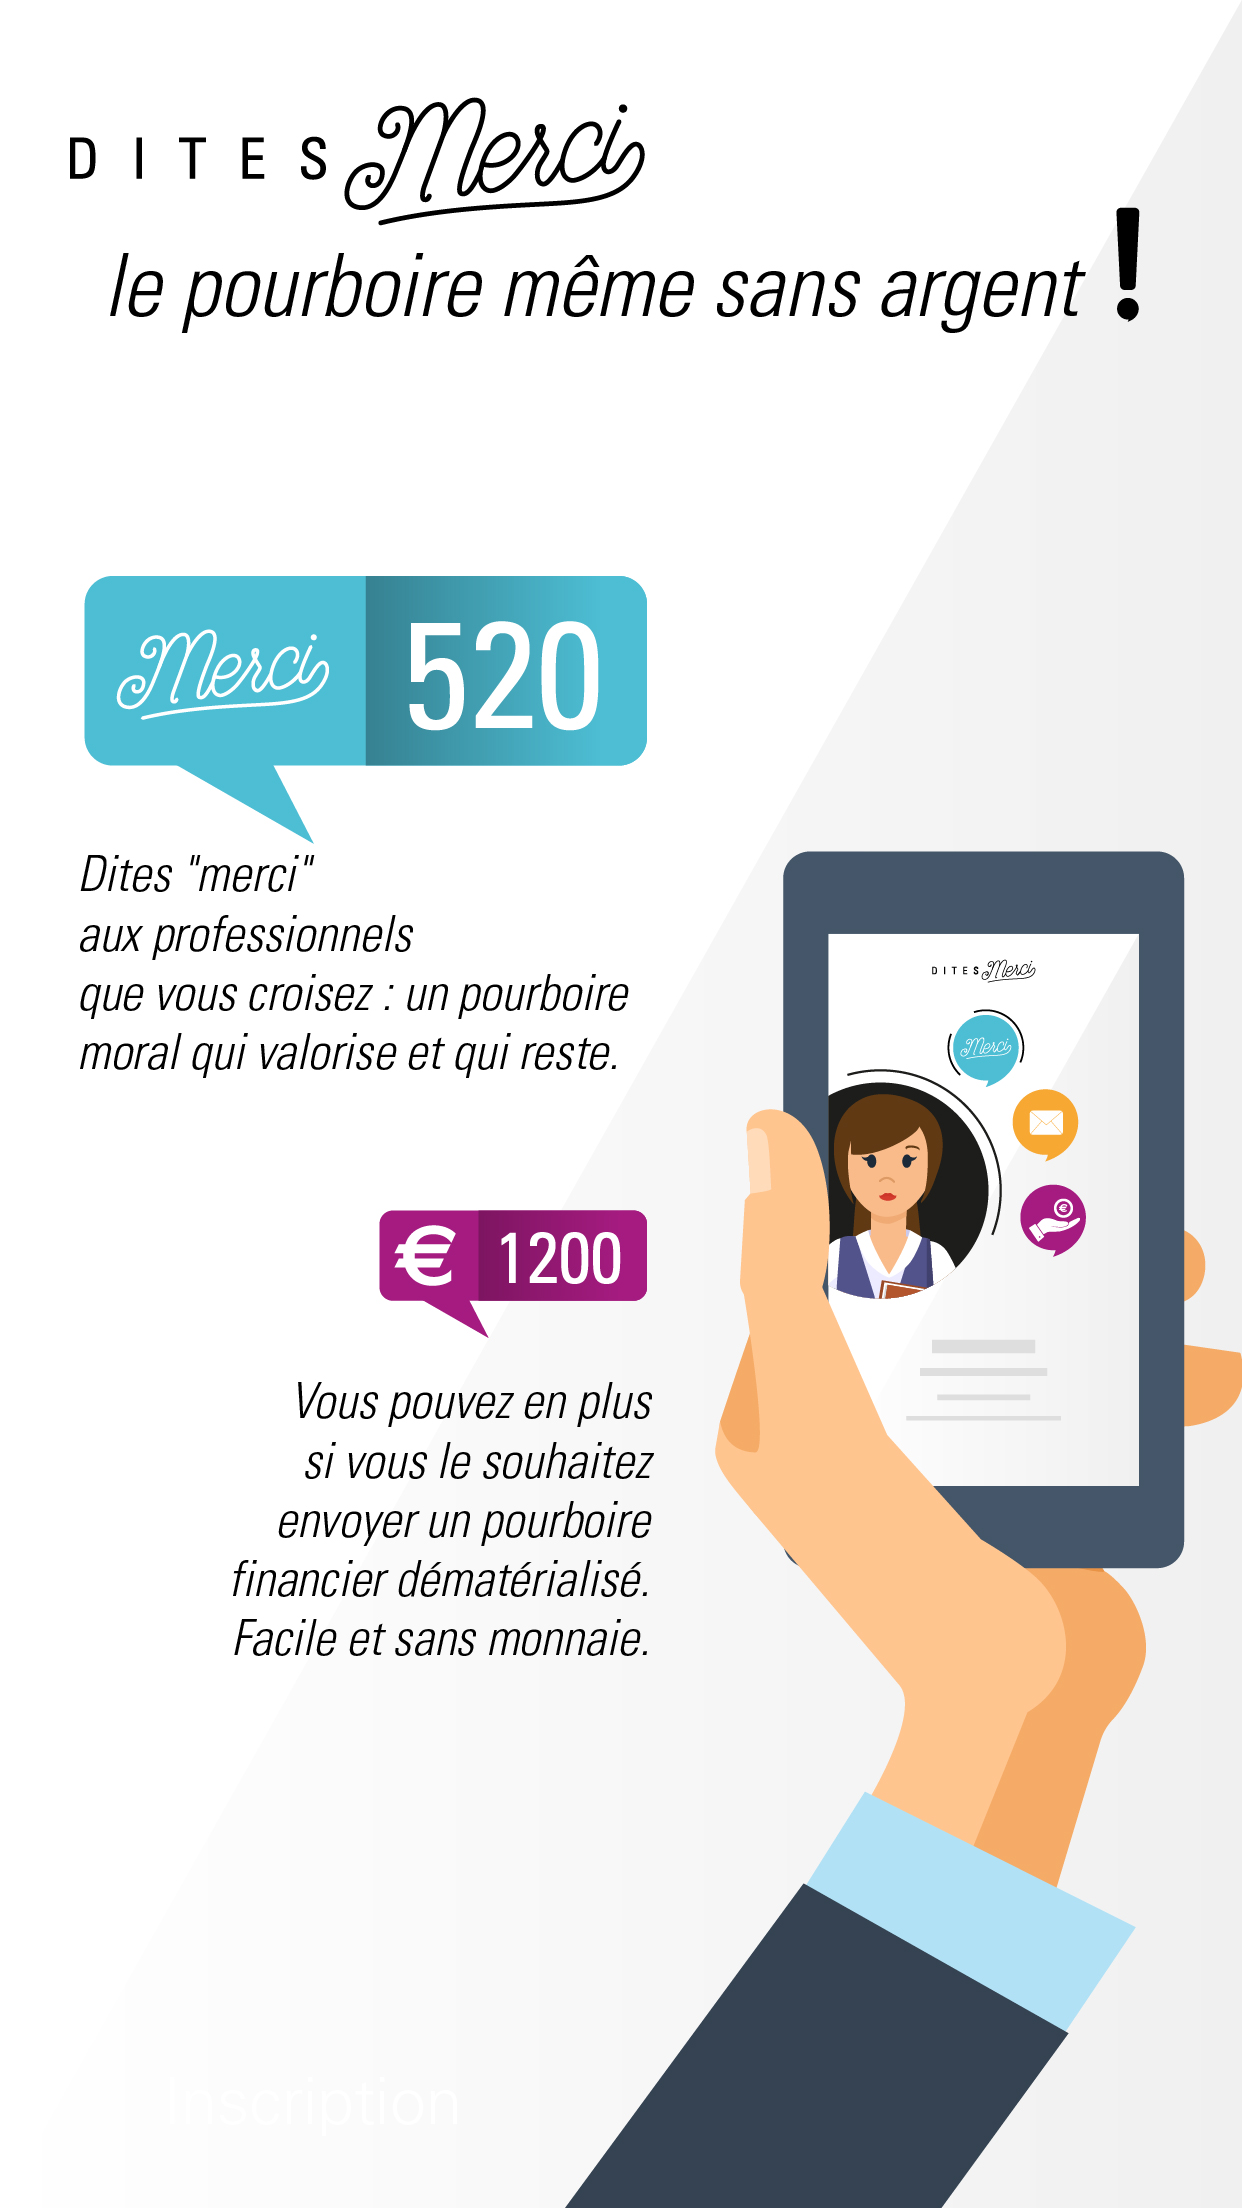 DITES Merci
le pourboire même sans argent !
Merci 520
Dites "merci"
aux professionnels
que vous croisez : un pourboire
moral qui valorise et qui reste.
€ 1200
Vous pouvez en plus
si vous le souhaitez
envoyer un pourboire
financier dématérialisé.
Facile et sans monnaie.
DITES Merci
Merci
€
Inscription